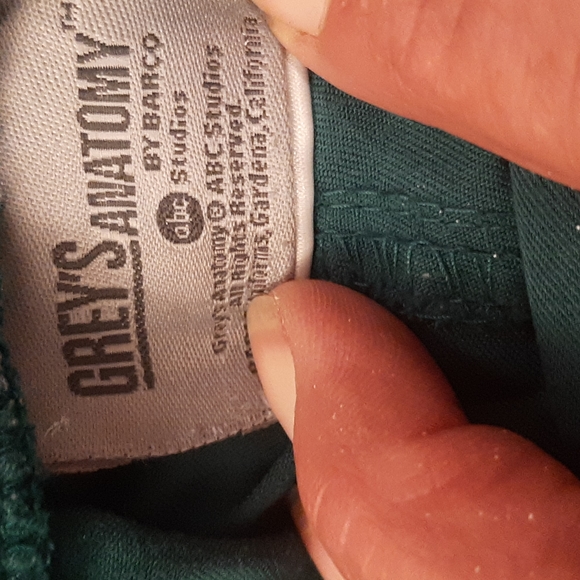 GREY'S ANATOMY™
BY BARCO
abc Studios
Grey's Anatomy © ABC Studios
All Rights Reserved.
Gardena, California